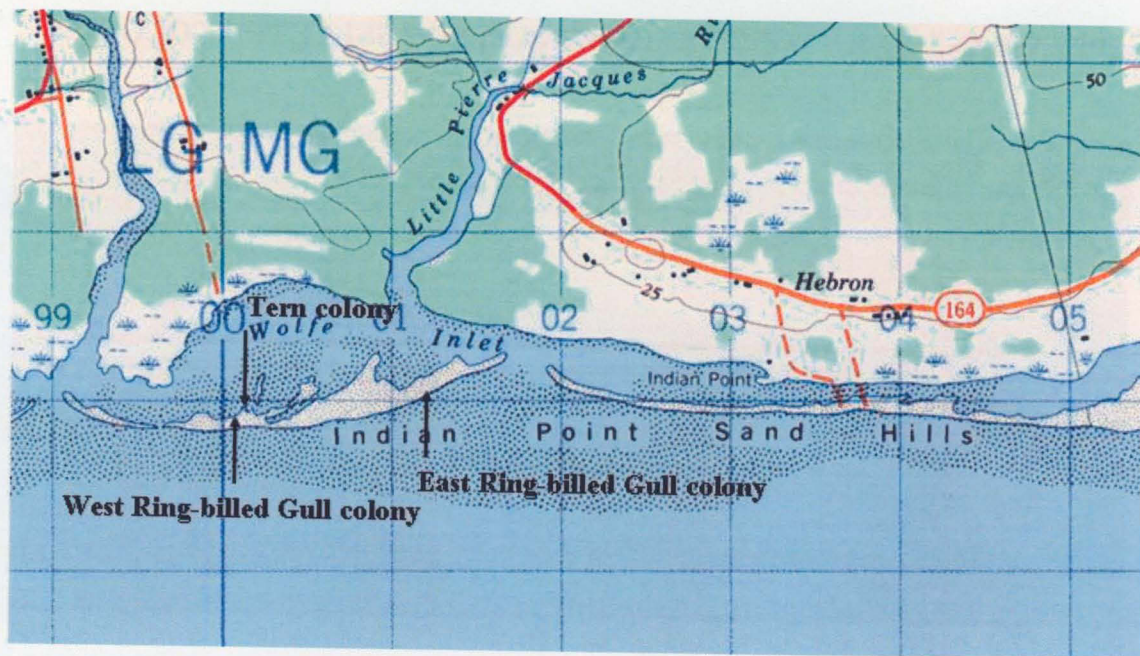 C
Ri
50
Little Pierre Jacques
LG MG
Hebron
25
164
99
00
01
02
03
04
05
Tern colony
Wolfe Inlet
Indian Point
Indian Point Sand Hills
East Ring-billed Gull colony
West Ring-billed Gull colony